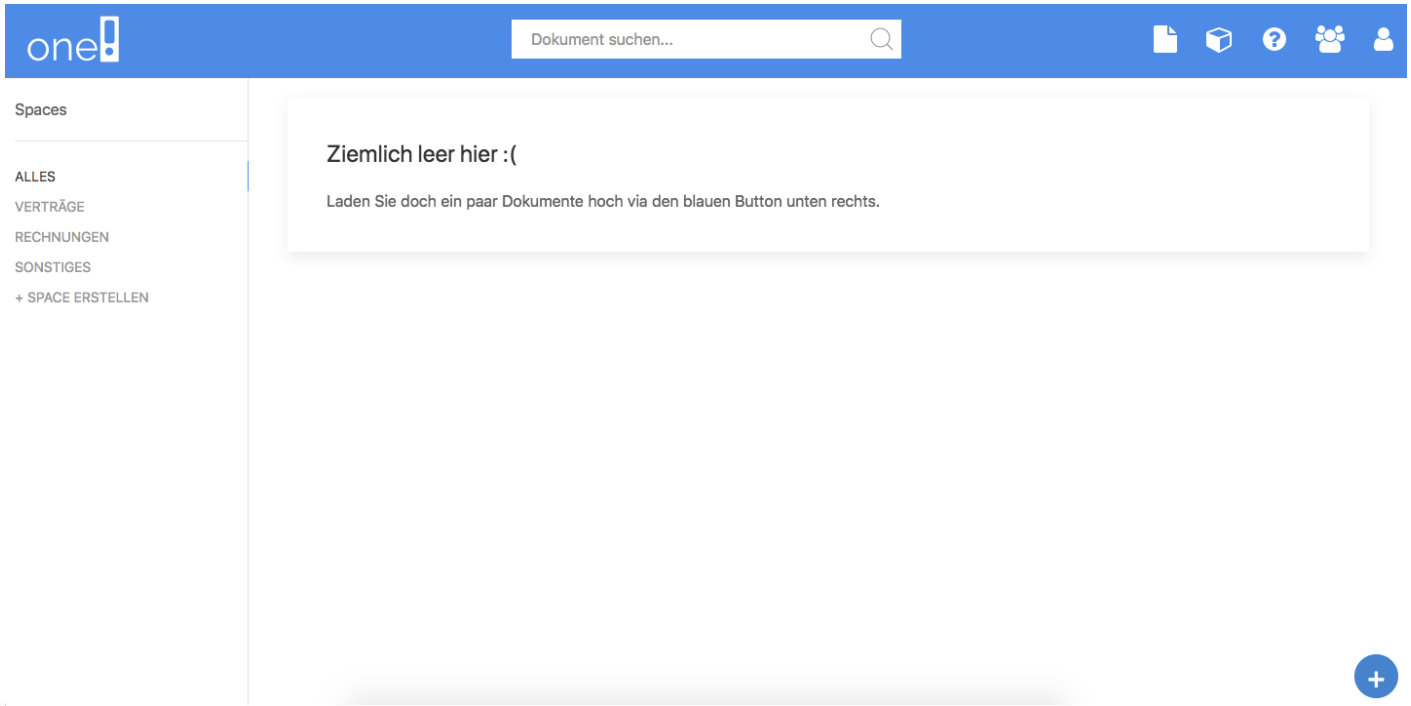 one!
Dokument suchen...
?
Spaces
ALLES
VERTRÄGE
RECHNUNGEN
SONSTIGES
+ SPACE ERSTELLEN
Ziemlich leer hier :(
Laden Sie doch ein paar Dokumente hoch via den blauen Button unten rechts.
+